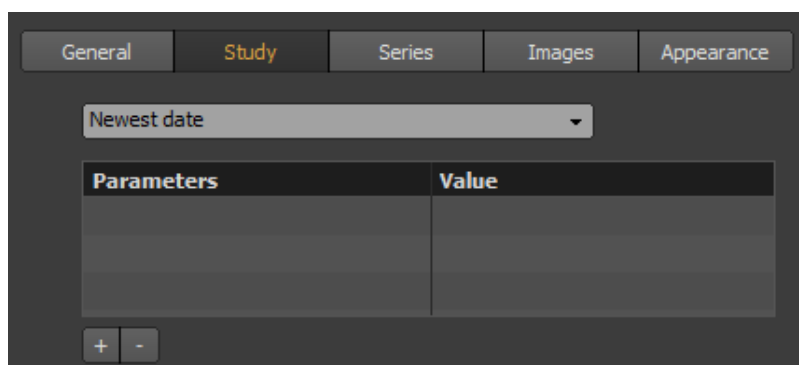 General Study Series Images Appearance
Newest date
Parameters Value
+ -